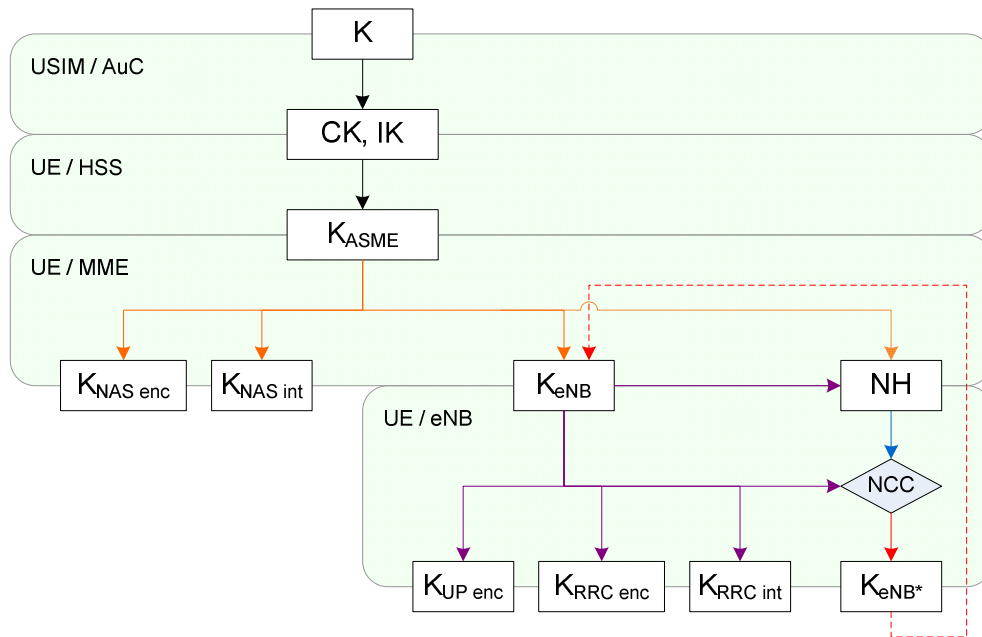 K
USIM / AuC
CK, IK
UE / HSS
KASME
UE / MME
KNAS enc
KNAS int
KeNB
NH
UE / eNB
NCC
KUP enc
KRRC enc
KRRC int
KeNB*